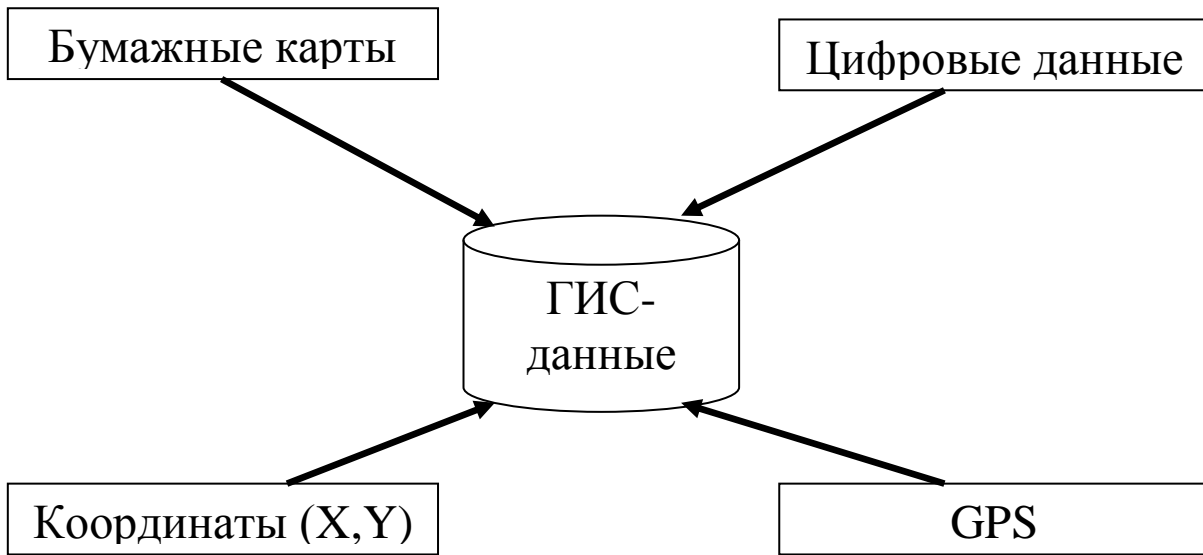 Бумажные карты
Цифровые данные
ГИС-
данные
Координаты (X,Y)
GPS